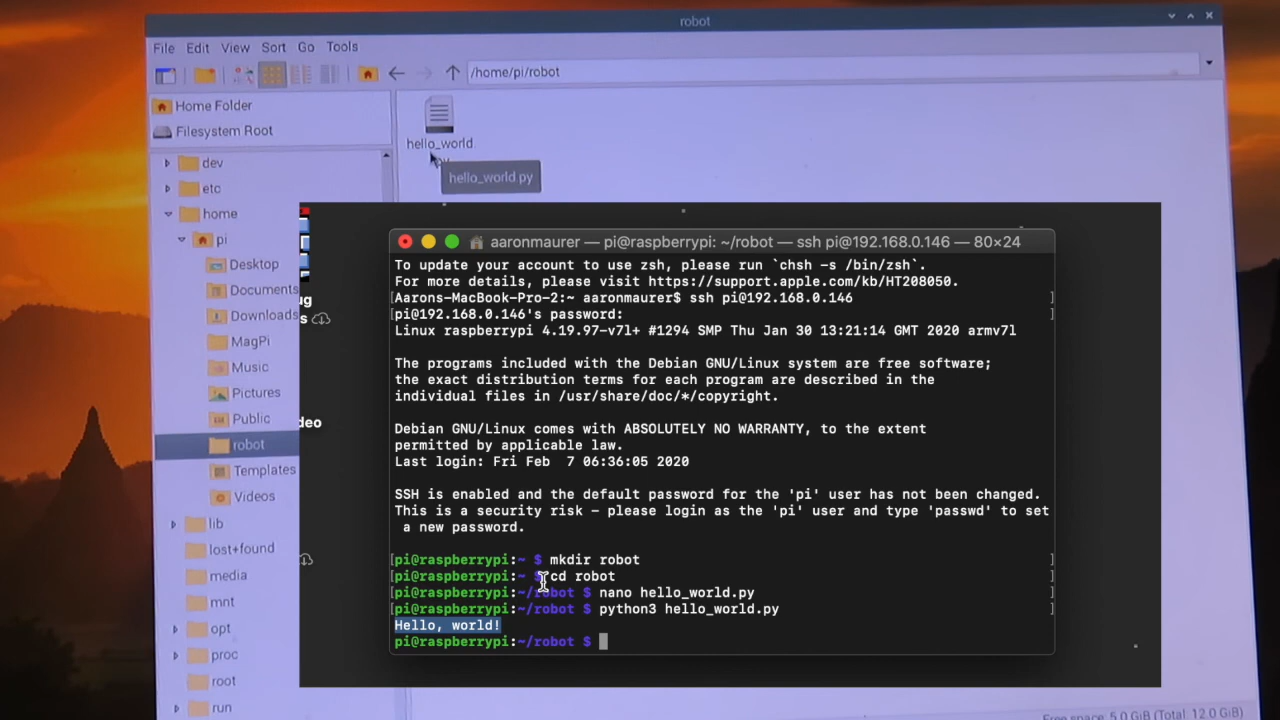 robot
File Edit View Sort Go Tools
/home/pi/robot
Home Folder
Filesystem Root
dev
etc
home
pi
Desktop
Documents
Downloads
MagPi
Music
Pictures
Public
robot
Templates
Videos
lib
lost+found
media
mnt
opt
proc
root
run
hello_world.
py
hello_world.py
ug
s
deo
aaronmaurer — pi@raspberrypi: ~/robot — ssh pi@192.168.0.146 — 80×24
To update your account to use zsh, please run `chsh -s /bin/zsh`.
For more details, please visit https://support.apple.com/kb/HT208050.
[Aarons-MacBook-Pro-2:~ aaronmaurer$ ssh pi@192.168.0.146 ]
[pi@192.168.0.146's password: ]
Linux raspberrypi 4.19.97-v7l+ #1294 SMP Thu Jan 30 13:21:14 GMT 2020 armv7l
The programs included with the Debian GNU/Linux system are free software;
the exact distribution terms for each program are described in the
individual files in /usr/share/doc/*/copyright.
Debian GNU/Linux comes with ABSOLUTELY NO WARRANTY, to the extent
permitted by applicable law.
Last login: Fri Feb  7 06:36:05 2020
SSH is enabled and the default password for the 'pi' user has not been changed.
This is a security risk - please login as the 'pi' user and type 'passwd' to set
 a new password.
[pi@raspberrypi:~ $ mkdir robot ]
[pi@raspberrypi:~ $ cd robot ]
[pi@raspberrypi:~/robot $ nano hello_world.py ]
[pi@raspberrypi:~/robot $ python3 hello_world.py ]
Hello, world!
pi@raspberrypi:~/robot $
Free space: 5.0 GiB (Total: 12.0 GiB)